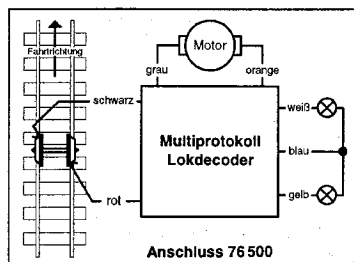 Fahrtrichtung
Motor
grau
orange
schwarz
weiß
Multiprotokoll
Lokdecoder
blau
rot
gelb
Anschluss 76 500